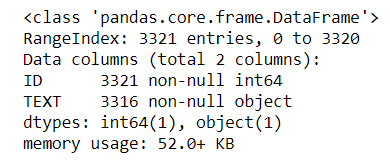 <class 'pandas.core.frame.DataFrame'>
RangeIndex: 3321 entries, 0 to 3320
Data columns (total 2 columns):
ID      3321 non-null int64
TEXT    3316 non-null object
dtypes: int64(1), object(1)
memory usage: 52.0+ KB